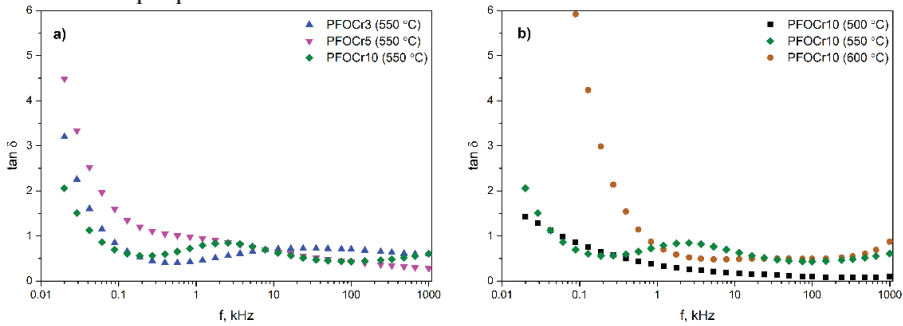 a)
PFOCr3 (550 °C)
PFOCr5 (550 °C)
PFOCr10 (550 °C)
tan δ
6
5
4
3
2
1
0
0.01 0.1 1 10 100 1000
f, kHz
b)
PFOCr10 (500 °C)
PFOCr10 (550 °C)
PFOCr10 (600 °C)
tan δ
6
5
4
3
2
1
0
0.01 0.1 1 10 100 1000
f, kHz